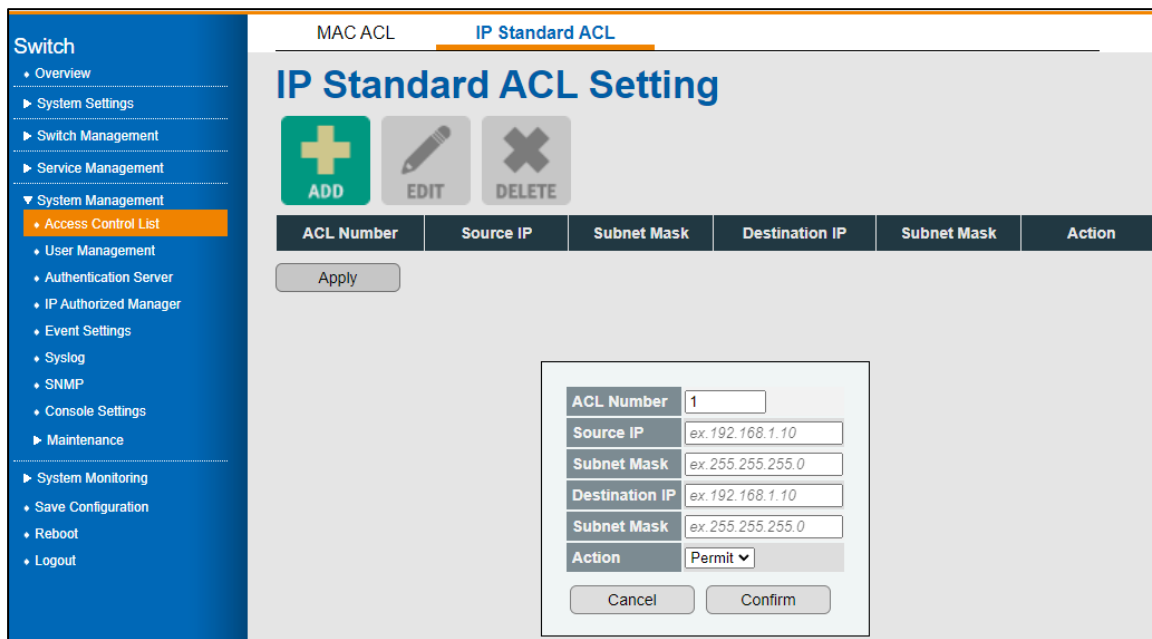 Switch
Overview
System Settings
Switch Management
Service Management
System Management
Access Control List
User Management
Authentication Server
IP Authorized Manager
Event Settings
Syslog
SNMP
Console Settings
Maintenance
System Monitoring
Save Configuration
Reboot
Logout
MAC ACL IP Standard ACL
IP Standard ACL Setting
ADD EDIT DELETE
ACL Number Source IP Subnet Mask Destination IP Subnet Mask Action
Apply
ACL Number 1
Source IP ex.192.168.1.10
Subnet Mask ex.255.255.255.0
Destination IP ex.192.168.1.10
Subnet Mask ex.255.255.255.0
Action Permit
Cancel Confirm